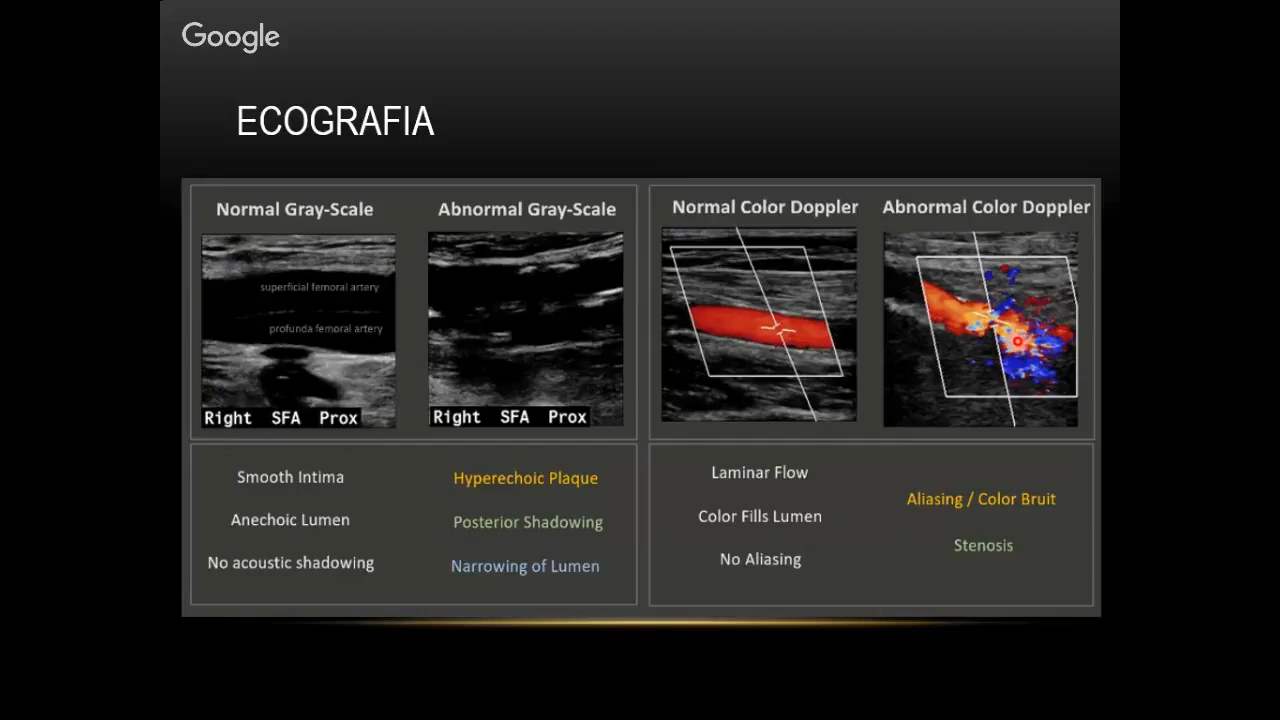 Google
ECOGRAFIA
Normal Gray-Scale
Abnormal Gray-Scale
superficial femoral artery
profunda femoral artery
Right SFA Prox
Right SFA Prox
Smooth Intima
Anechoic Lumen
No acoustic shadowing
Hyperechoic Plaque
Posterior Shadowing
Narrowing of Lumen
Normal Color Doppler
Abnormal Color Doppler
Laminar Flow
Color Fills Lumen
No Aliasing
Aliasing / Color Bruit
Stenosis